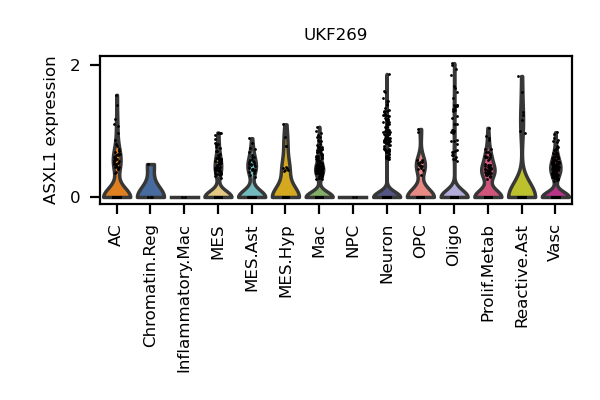 UKF269
ASXL1 expression
2
0
AC
Chromatin.Reg
Inflammatory.Mac
MES
MES.Ast
MES.Hyp
Mac
NPC
Neuron
OPC
Oligo
Prolif.Metab
Reactive.Ast
Vasc